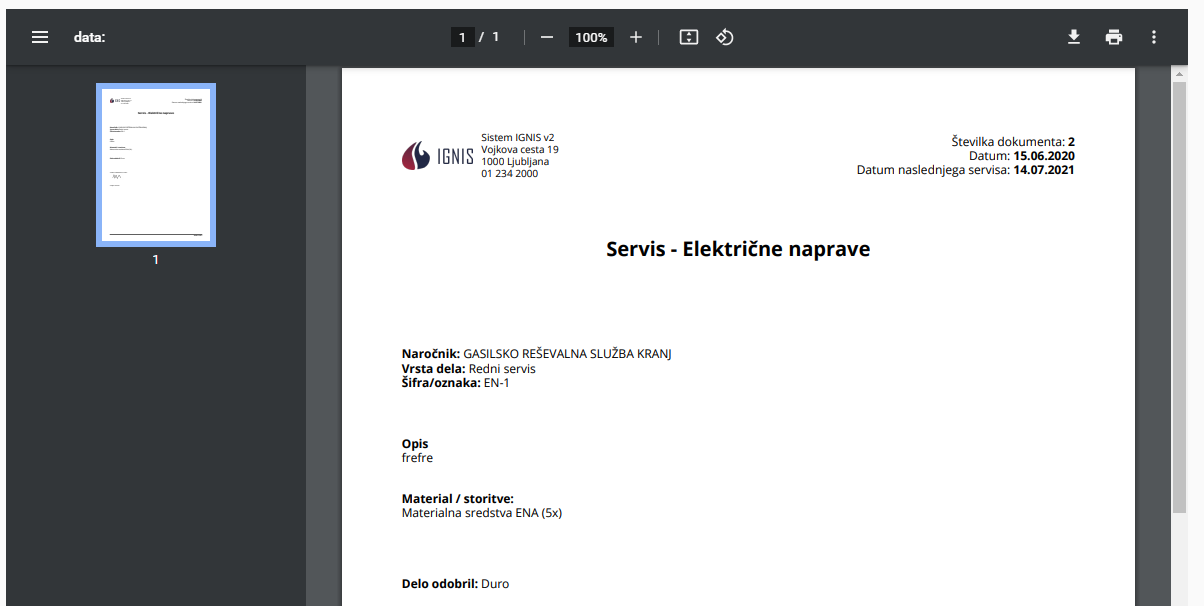 data:
1 / 1
100%
1
IGNIS
Sistem IGNIS v2
Vojkova cesta 19
1000 Ljubljana
01 234 2000
Številka dokumenta: 2
Datum: 15.06.2020
Datum naslednjega servisa: 14.07.2021
Servis - Električne naprave
Naročnik: GASILSKO REŠEVALNA SLUŽBA KRANJ
Vrsta dela: Redni servis
Šifra/oznaka: EN-1
Opis
frefre
Material / storitve:
Materialna sredstva ENA (5x)
Delo odobril: Duro